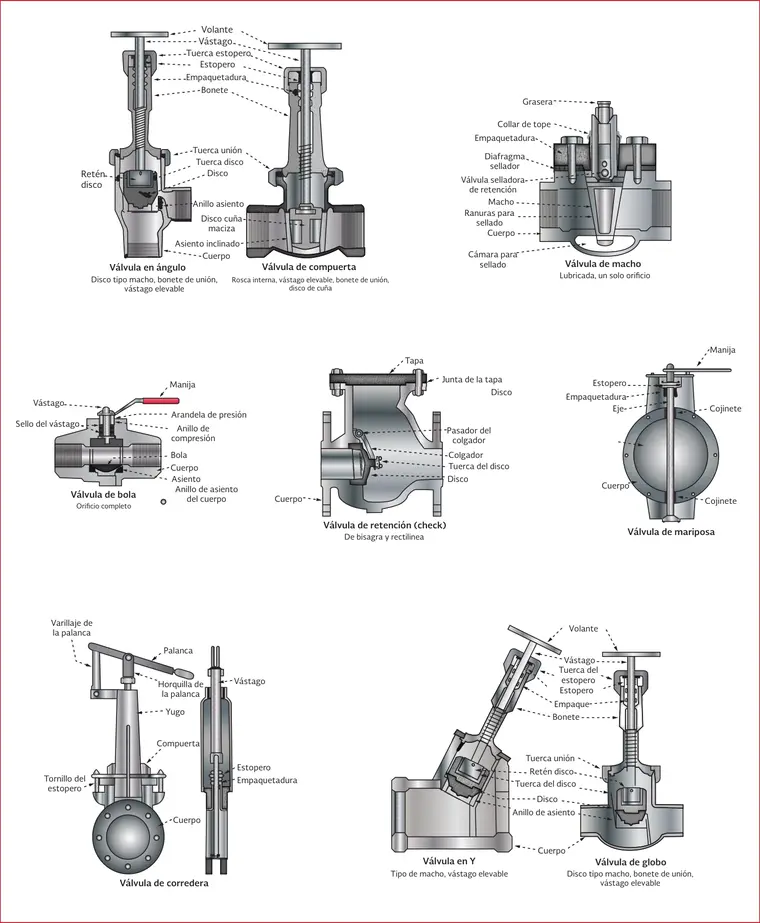 Volante
Vástago
Tuerca estopero
Estopero
Empaquetadura
Bonete
Tuerca unión
Tuerca disco
Disco
Retén
disco
Anillo asiento
Disco cuña
maciza
Asiento inclinado
Cuerpo
Válvula en ángulo
Disco tipo macho, bonete de unión,
vástago elevable
Válvula de compuerta
Rosca interna, vástago elevable, bonete de unión,
disco de cuña
Grasera
Collar de tope
Empaquetadura
Diafragma
sellador
Válvula selladora
de retención
Macho
Ranuras para
sellado
Cuerpo
Cámara para
sellado
Válvula de macho
Lubricada, un solo orificio
Manija
Vástago
Arandela de presión
Sello del vástago
Anillo de
compresión
Bola
Cuerpo
Asiento
Anillo de asiento
del cuerpo
Válvula de bola
Orificio completo
Tapa
Junta de la tapa
Disco
Pasador del
colgador
Colgador
Tuerca del disco
Disco
Cuerpo
Válvula de retención (check)
De bisagra y rectilinea
Manija
Estopero
Empaquetadura
Eje
Cojinete
Cuerpo
Cojinete
Válvula de mariposa
Varillaje de
la palanca
Palanca
Horquilla de
la palanca
Vástago
Yugo
Compuerta
Estopero
Empaquetadura
Tornillo del
estopero
Cuerpo
Válvula de corredera
Volante
Vástago
Tuerca del
estopero
Estopero
Empaque
Bonete
Tuerca unión
Retén disco
Tuerca del disco
Disco
Anillo de asiento
Cuerpo
Válvula en Y
Tipo de macho, vástago elevable
Válvula de globo
Disco tipo macho, bonete de unión,
vástago elevable